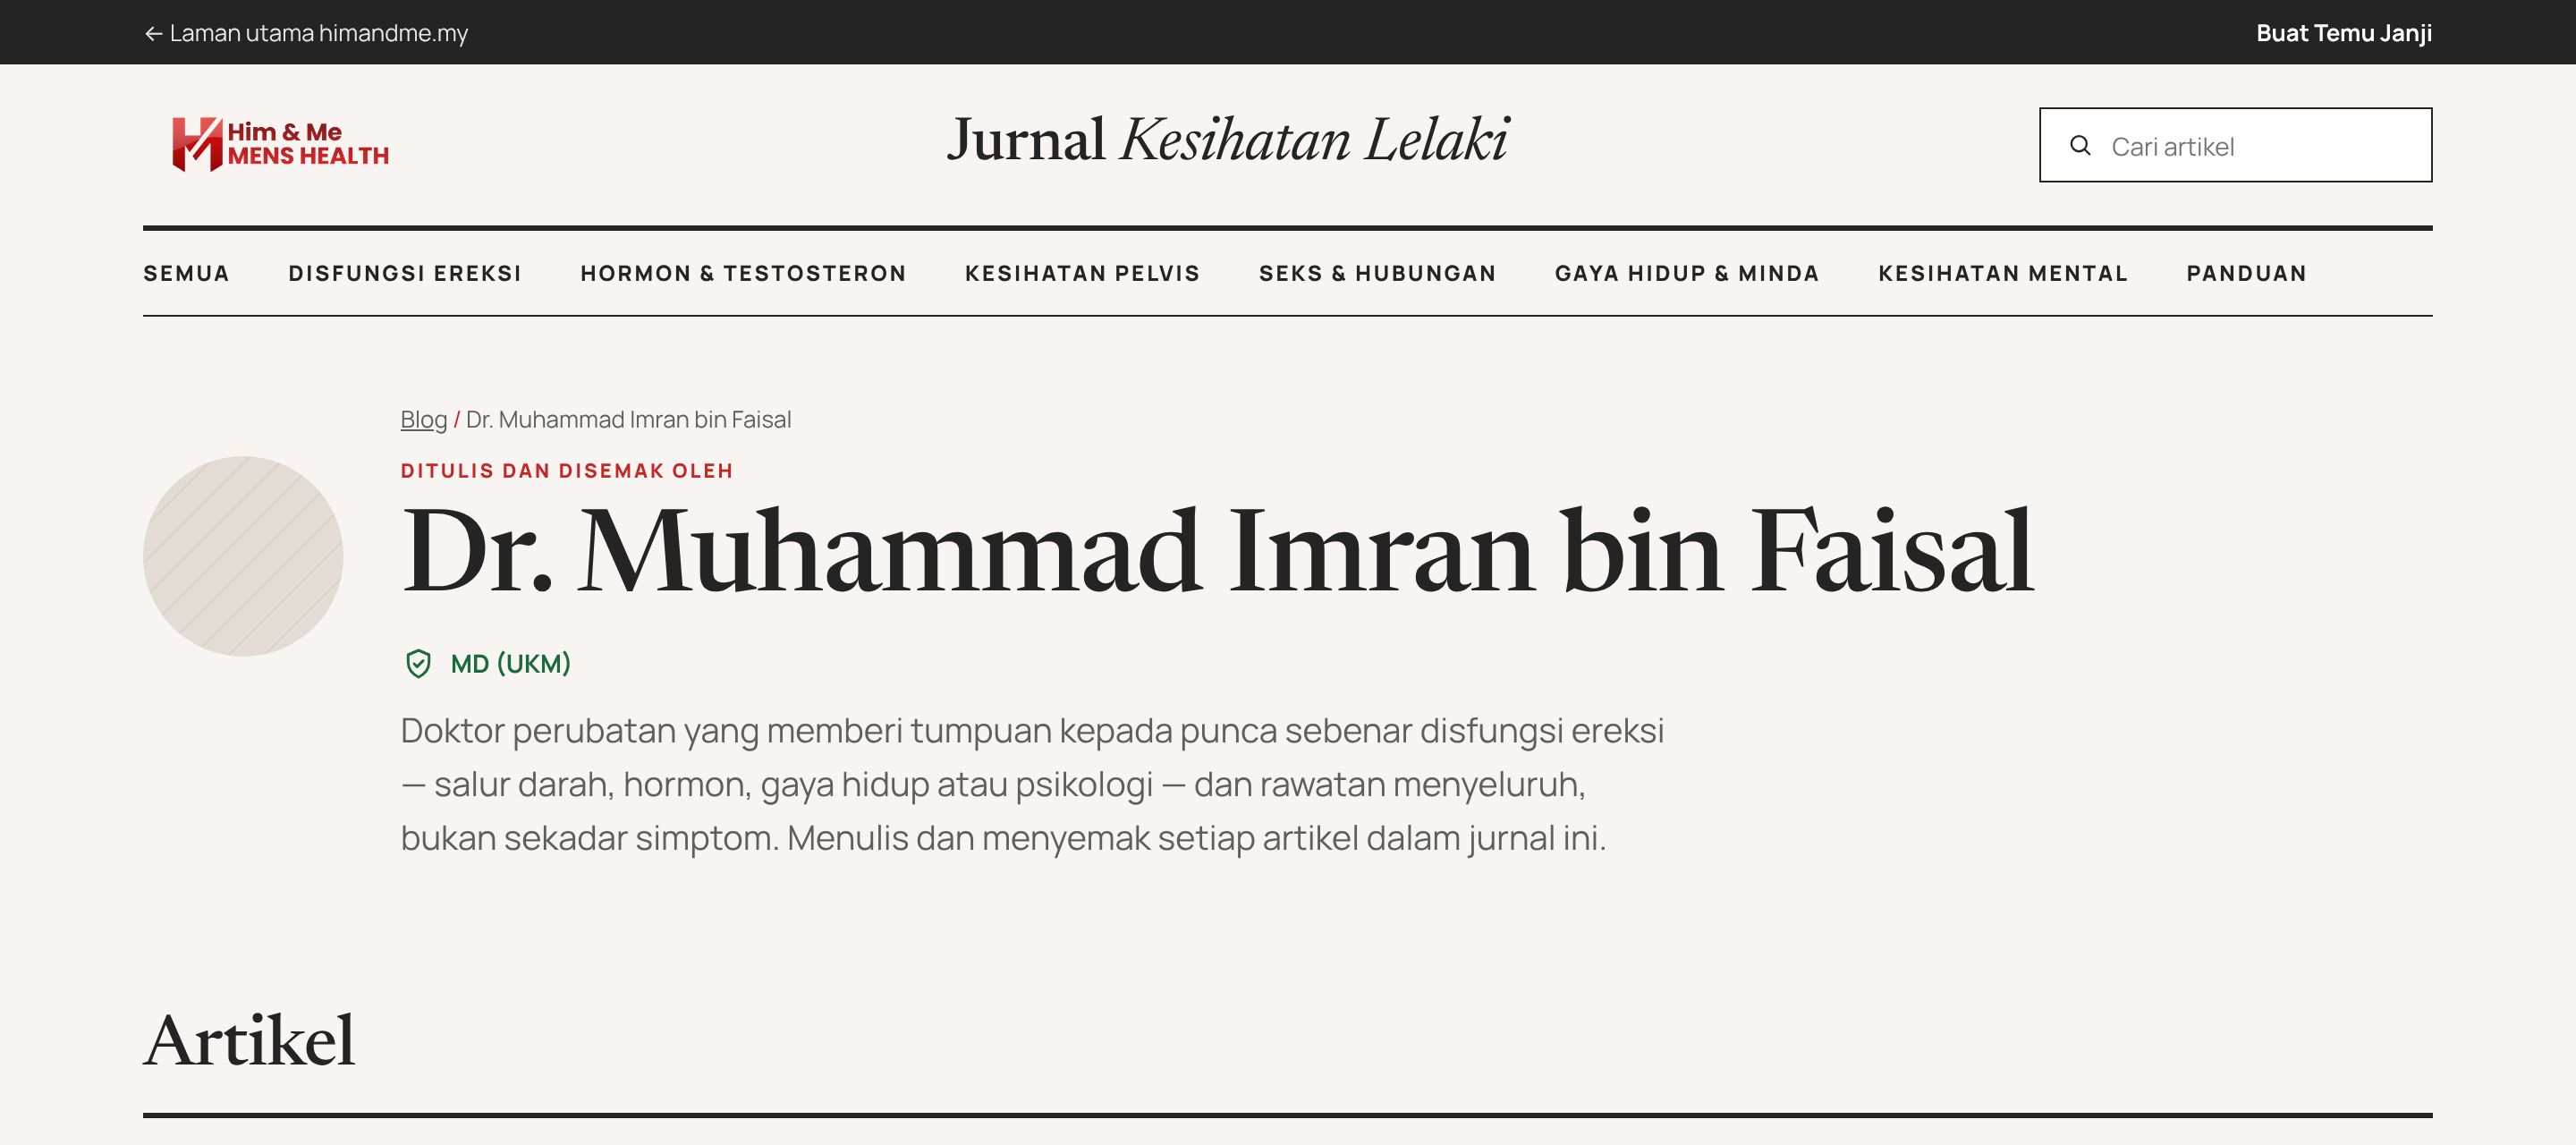 ← Laman utama himandme.my
Buat Temu Janji
Him & Me
MENS HEALTH
Jurnal Kesihatan Lelaki
Cari artikel
SEMUA
DISFUNGSI EREKSI
HORMON & TESTOSTERON
KESIHATAN PELVIS
SEKS & HUBUNGAN
GAYA HIDUP & MINDA
KESIHATAN MENTAL
PANDUAN
Blog / Dr. Muhammad Imran bin Faisal
DITULIS DAN DISEMAK OLEH
Dr. Muhammad Imran bin Faisal
MD (UKM)
Doktor perubatan yang memberi tumpuan kepada punca sebenar disfungsi ereksi
— salur darah, hormon, gaya hidup atau psikologi — dan rawatan menyeluruh,
bukan sekadar simptom. Menulis dan menyemak setiap artikel dalam jurnal ini.
Artikel